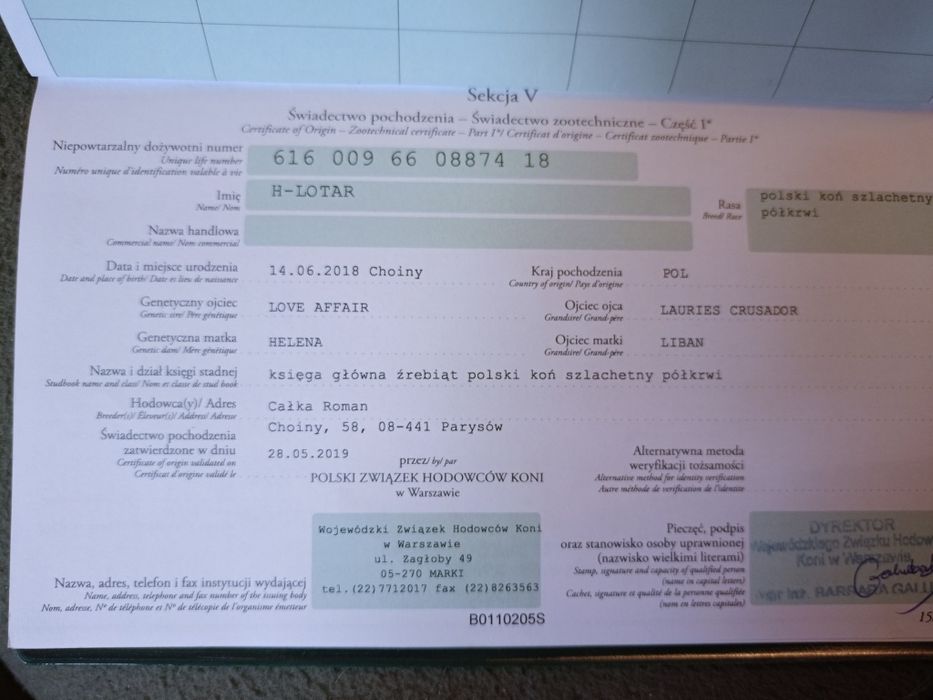 Sekcja V
Świadectwo pochodzenia – Świadectwo zootechniczne – Część I*
Certificate of Origin – Zootechnical certificate – Part I*/ Certificat d'origine – Certificat zootechnique – Partie I*
Niepowtarzalny dożywotni numer
Unique life number
Numéro unique d'identification valable à vie
616 009 66 08874 18
Imię
Name/ Nom
H-LOTAR
Rasa
Breed/ Race
polski koń szlachetny
półkrwi
Nazwa handlowa
Commercial name/ Nom commercial
Data i miejsce urodzenia
Date and place of birth/ Date et lieu de naissance
14.06.2018 Choiny
Kraj pochodzenia
Country of origin/ Pays d'origine
POL
Genetyczny ojciec
Genetic sire/ Père génétique
LOVE AFFAIR
Ojciec ojca
Grandsire/ Grand-père
LAURIES CRUSADOR
Genetyczna matka
Genetic dam/ Mère génétique
HELENA
Ojciec matki
Grandsire/ Grand-père
LIBAN
Nazwa i dział księgi stadnej
Studbook name and class/ Nom et classe de stud book
księga główna źrebiąt polski koń szlachetny półkrwi
Hodowca(y)/ Adres
Breeder(s)/ Éleveur(s)/ Address/ Adresse
Całka Roman
Choiny, 58, 08-441 Parysów
Świadectwo pochodzenia
zatwierdzone w dniu
Certificate of origin validated on
Certificat d'origine validé le
28.05.2019
przez/ by/ par
POLSKI ZWIĄZEK HODOWCÓW KONI
w Warszawie
Alternatywna metoda
weryfikacji tożsamości
Alternative method for identity verification
Autre méthode de vérification de l'identité
Nazwa, adres, telefon i fax instytucji wydającej
Name, address, telephone and fax number of the issuing body
Nom, adresse, Nº de téléphone et Nº de télécopie de l'organisme émetteur
Wojewódzki Związek Hodowców Koni
w Warszawie
ul. Zagłoby 49
05-270 MARKI
tel.(22)7712017 fax (22)8263563
B0110205S
Pieczęć, podpis
oraz stanowisko osoby uprawnionej
(nazwisko wielkimi literami)
Stamp, signature and capacity of qualified person
(name in capital letters)
Cachet, signature et qualité de la personne qualifiée
(nom en lettres capitales)
DYREKTOR
Wojewódzkiego Związku Hodow
Koni w Warszawie
mgr inż. BARBARA